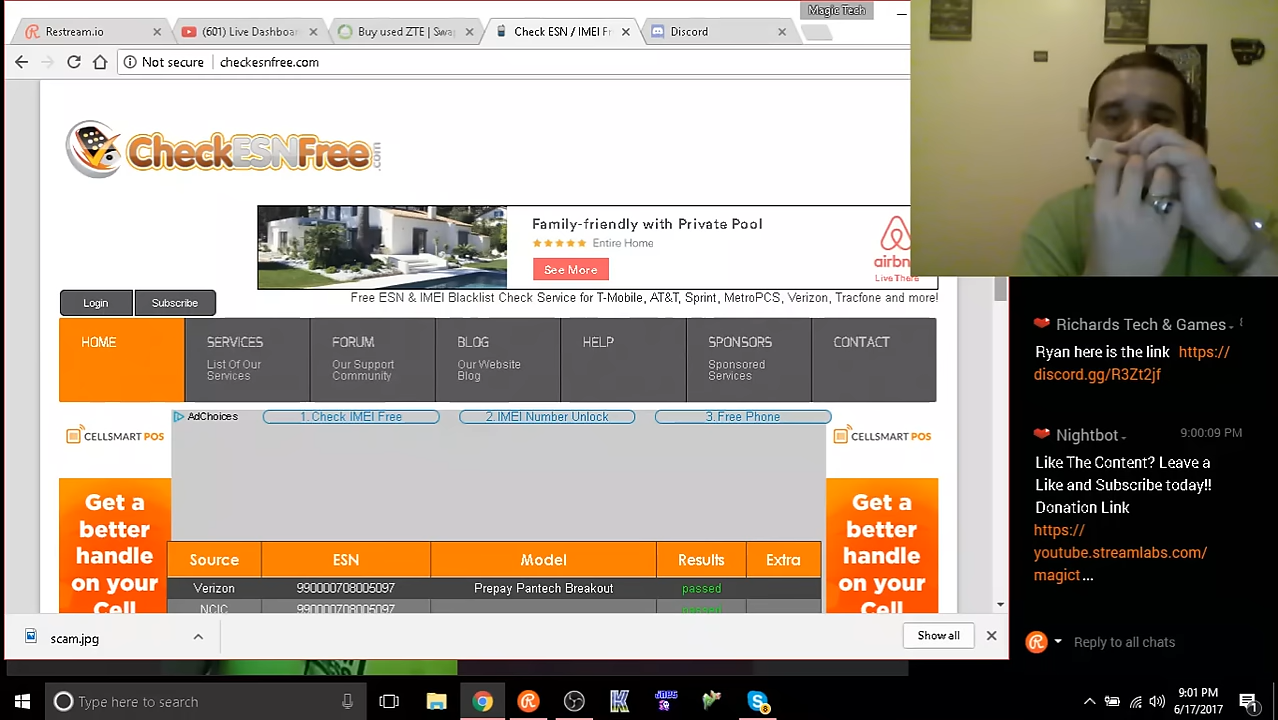 Magic Tech
Restream.io
(601) Live Dashboa
Buy used ZTE | Swa
Check ESN / IMEI F
Discord
Not secure
checkesnfree.com
CheckESNFree.com
Family-friendly with Private Pool
Entire Home
See More
airbn
Live There
Free ESN & IMEI Blacklist Check Service for T-Mobile, AT&T, Sprint, MetroPCS, Verizon, Tracfone and more!
Login
Subscribe
HOME
SERVICES
List Of Our
Services
FORUM
Our Support
Community
BLOG
Our Website
Blog
HELP
SPONSORS
Sponsored
Services
CONTACT
AdChoices
1. Check IMEI Free
2. IMEI Number Unlock
3. Free Phone
CELLSMART POS
CELLSMART POS
Get a
better
handle
on your
Cell
Get a
better
handle
on your
Cell
Source ESN Model Results Extra
Verizon 990000708005097 Prepay Pantech Breakout passed
NCIC 990000708005097 passed
scam.jpg
Show all
Richards Tech & Games
Ryan here is the link https://
discord.gg/R3Zt2jf
Nightbot
9:00:09 PM
Like The Content? Leave a
Like and Subscribe today!!
Donation Link
https://
youtube.streamlabs.com/
magict...
Reply to all chats
Type here to search
9:01 PM
6/17/2017